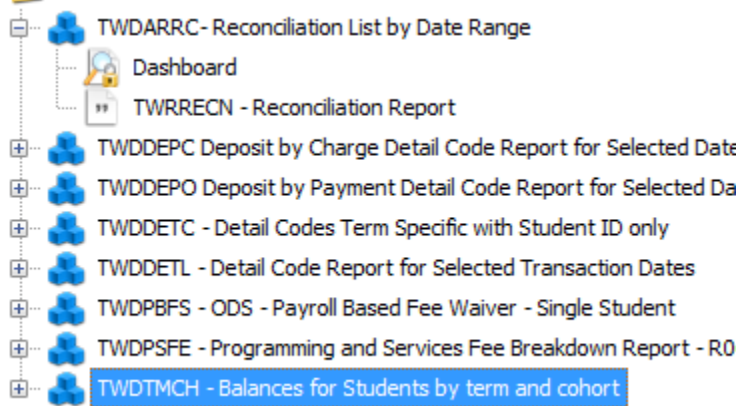 TWDARRC- Reconciliation List by Date Range
Dashboard
TWRRECN - Reconciliation Report
TWDDEPC Deposit by Charge Detail Code Report for Selected Date
TWDDEPO Deposit by Payment Detail Code Report for Selected Da
TWDDETC - Detail Codes Term Specific with Student ID only
TWDDETL - Detail Code Report for Selected Transaction Dates
TWDPBFS - ODS - Payroll Based Fee Waiver - Single Student
TWDPSFE - Programming and Services Fee Breakdown Report - R0
TWDTMCH - Balances for Students by term and cohort